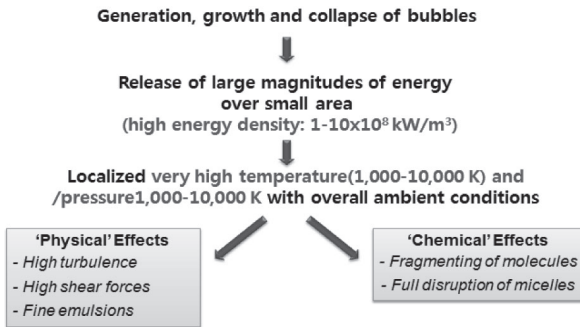 Generation, growth and collapse of bubbles
Release of large magnitudes of energy
over small area
(high energy density: 1-10x10⁸ kW/m³)
Localized very high temperature(1,000-10,000 K) and
/pressure1,000-10,000 K with overall ambient conditions
‘Physical’ Effects
- High turbulence
- High shear forces
- Fine emulsions
‘Chemical’ Effects
- Fragmenting of molecules
- Full disruption of micelles